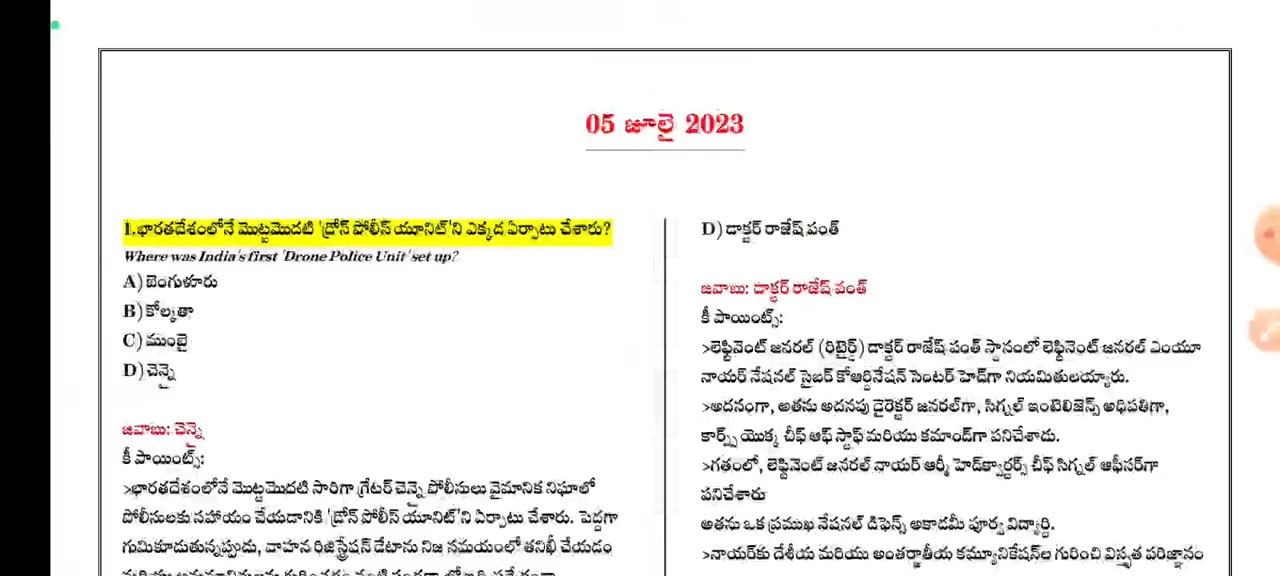 05 జూలై 2023
1.భారతదేశంలోనే మొట్టమొదటి 'డ్రోన్ పోలీస్ యూనిట్'ని ఎక్కడ ఏర్పాటు చేశారు?
Where was India's first 'Drone Police Unit' set up?
A) బెంగుళూరు
B) కోల్కతా
C) ముంబై
D) చెన్నై
జవాబు: చెన్నై
కీ పాయింట్స్:
>భారతదేశంలోనే మొట్టమొదటి సారిగా గ్రేటర్ చెన్నై పోలీసులు వైమానిక నిఘాలో
పోలీసులకు సహాయం చేయడానికి 'డ్రోన్ పోలీస్ యూనిట్'ని ఏర్పాటు చేశారు. పెద్దగా
గుమికూడుతున్నప్పుడు, వాహన రిజిస్ట్రేషన్ డేటాను నిజ సమయంలో తనిఖీ చేయడం
D) డాక్టర్ రాజేష్ పంత్
జవాబు: డాక్టర్ రాజేష్ పంత్
కీ పాయింట్స్:
>లెఫ్టినెంట్ జనరల్ (రిటైర్డ్) డాక్టర్ రాజేష్ పంత్ స్థానంలో లెఫ్టినెంట్ జనరల్ ఎంయూ
నాయర్ నేషనల్ సైబర్ కోఆర్డినేషన్ సెంటర్ హెడ్‌గా నియమితులయ్యారు.
>అదనంగా, అతను అదనపు డైరెక్టర్ జనరల్‌గా, సిగ్నల్ ఇంటెలిజెన్స్ అధిపతిగా,
కార్ప్స్ యొక్క చీఫ్ ఆఫ్ స్టాఫ్ మరియు కమాండ్‌గా పనిచేశాడు.
>గతంలో, లెఫ్టినెంట్ జనరల్ నాయర్ ఆర్మీ హెడ్‌క్వార్టర్స్ చీఫ్ సిగ్నల్ ఆఫీసర్‌గా
పనిచేశారు
అతను ఒక ప్రముఖ నేషనల్ డిఫెన్స్ అకాడమీ పూర్వ విద్యార్థి.
>నాయర్‌కు దేశీయ మరియు అంతర్జాతీయ కమ్యూనికేషన్‌ల గురించి విస్తృత పరిజ్ఞానం